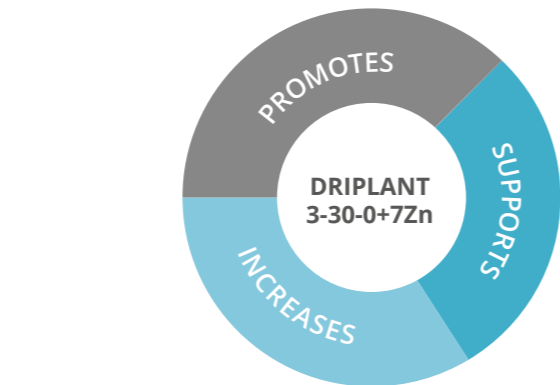 PROMOTES
SUPPORTS
DRIPLANT
3-30-0+7Zn
INCREASES